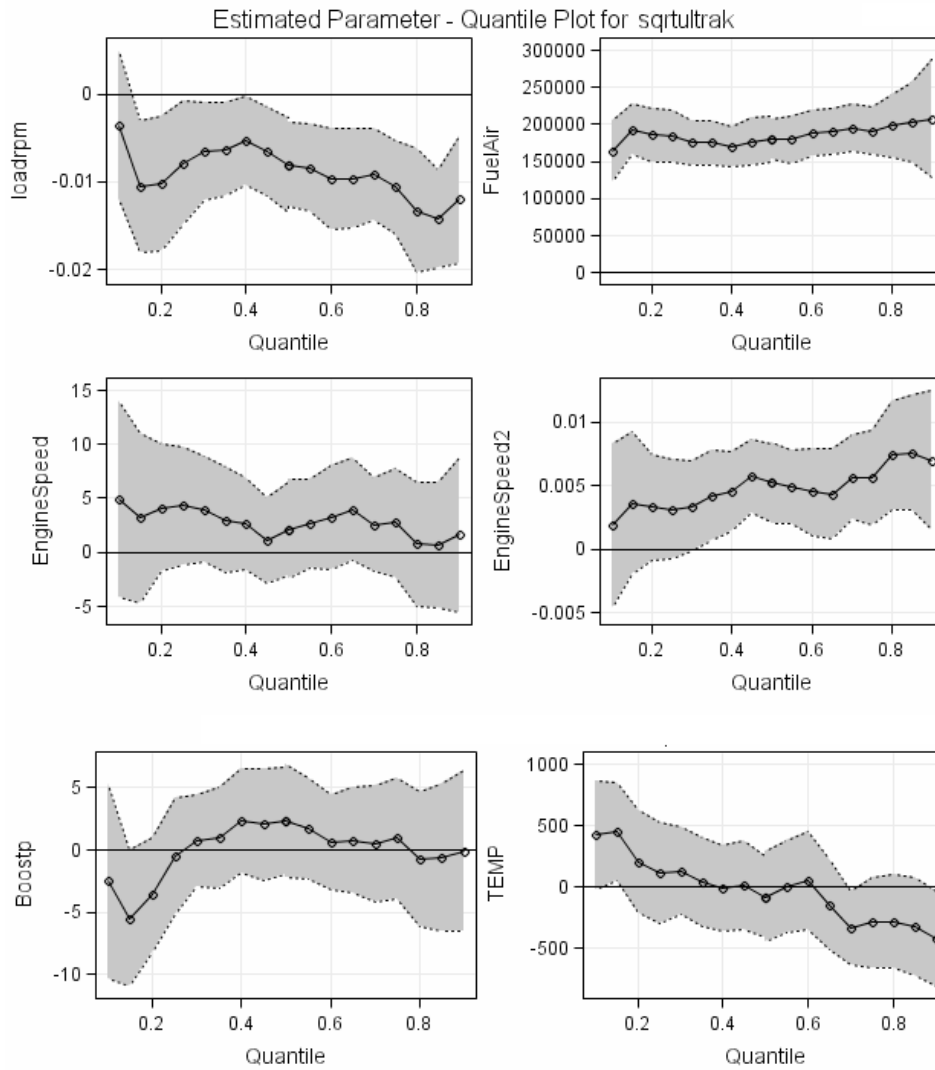 Estimated Parameter - Quantile Plot for sqrtultrak
loadrpm
0
-0.01
-0.02
0.2 0.4 0.6 0.8
Quantile
FuelAir
300000
250000
200000
150000
100000
50000
0
0.2 0.4 0.6 0.8
Quantile
EngineSpeed
15
10
5
0
-5
0.2 0.4 0.6 0.8
Quantile
EngineSpeed2
0.01
0.005
0
-0.005
0.2 0.4 0.6 0.8
Quantile
Boostp
5
0
-5
-10
0.2 0.4 0.6 0.8
Quantile
TEMP
1000
500
0
-500
0.2 0.4 0.6 0.8
Quantile